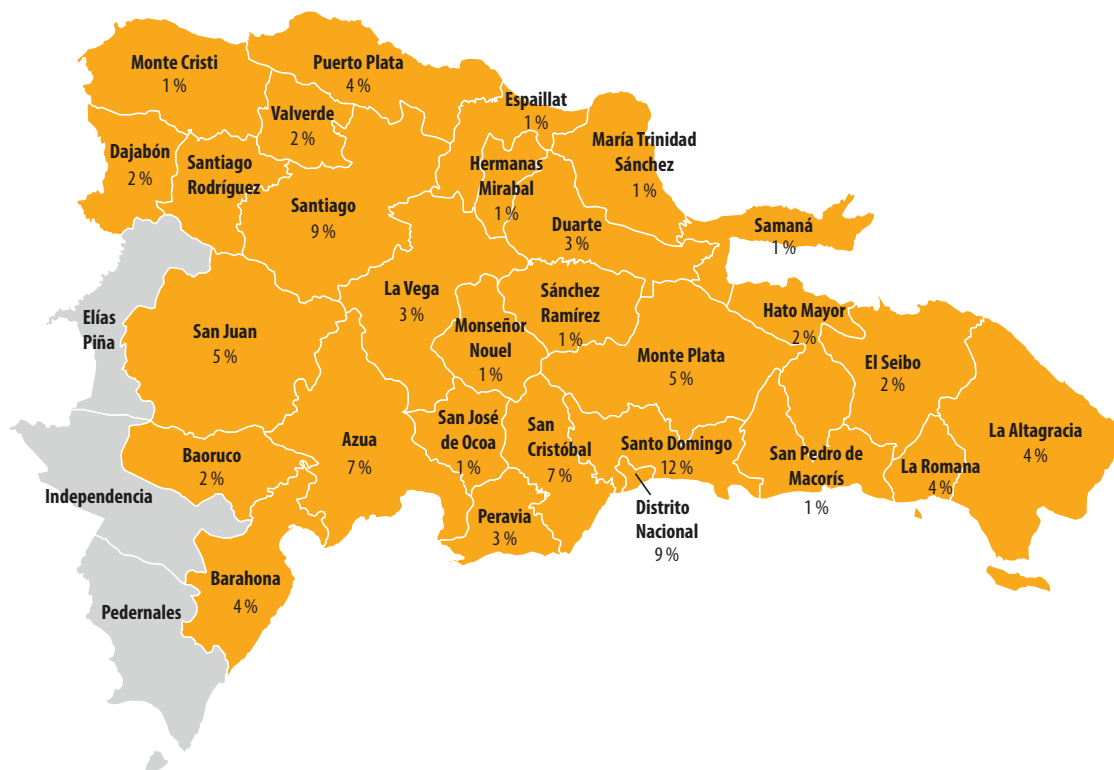 Monte Cristi
1 %
Puerto Plata
4 %
Valverde
2 %
Espaillat
1 %
María Trinidad
Sánchez
1 %
Dajabón
2 %
Santiago
Rodríguez
Hermanas
Mirabal
1 %
Santiago
9 %
Duarte
3 %
Samaná
1 %
La Vega
3 %
Sánchez
Ramírez
1 %
Hato Mayor
2 %
Elías
Piña
San Juan
5 %
Monseñor
Nouel
1 %
Monte Plata
5 %
El Seibo
2 %
San José
de Ocoa
1 %
San
Cristóbal
7 %
Azua
7 %
Santo Domingo
12 %
San Pedro de
Macorís
1 %
La Romana
4 %
La Altagracia
4 %
Baoruco
2 %
Independencia
Peravia
3 %
Distrito
Nacional
9 %
Barahona
4 %
Pedernales